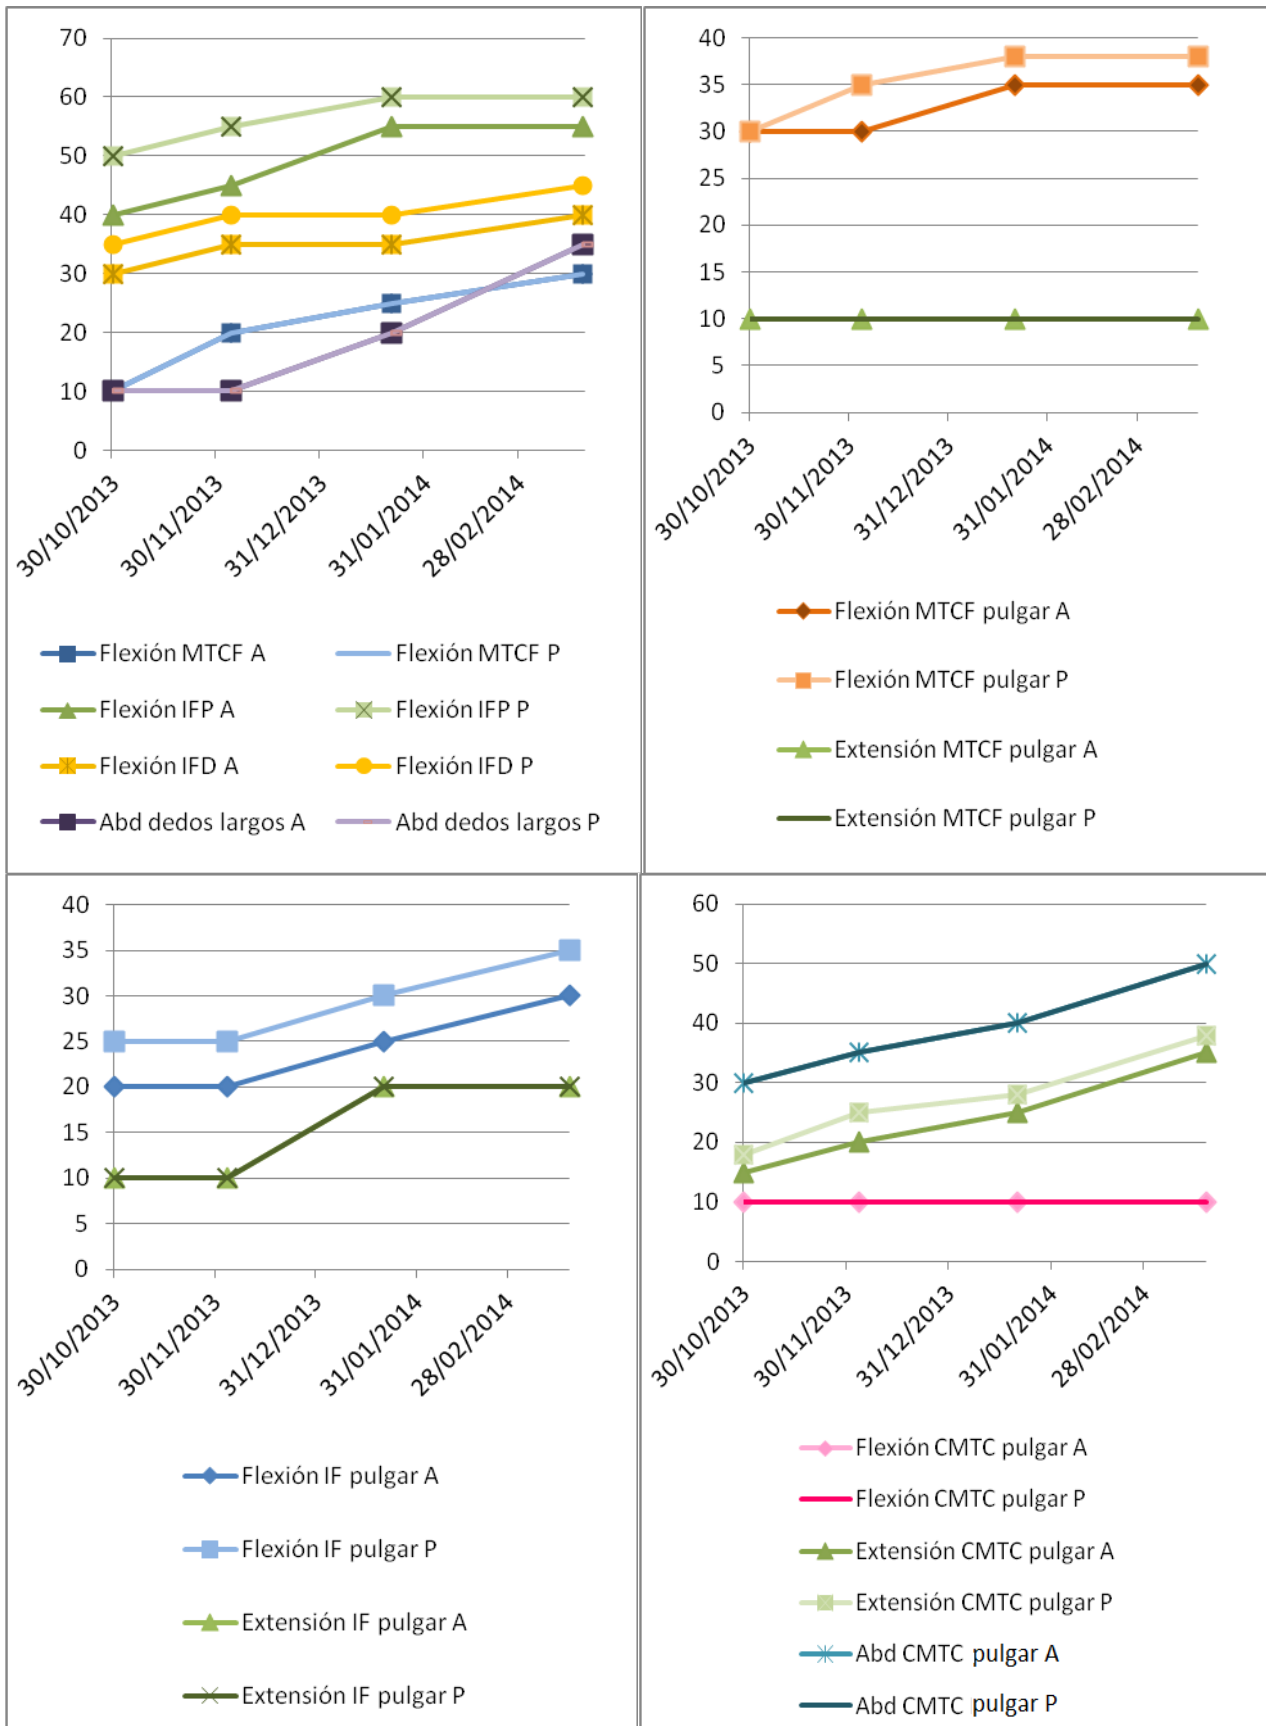 70
60
50
40
30
20
10
0
30/10/2013
30/11/2013
31/12/2013
31/01/2014
28/02/2014
Flexión MTCF A
Flexión MTCF P
Flexión IFP A
Flexión IFP P
Flexión IFD A
Flexión IFD P
Abd dedos largos A
Abd dedos largos P
40
35
30
25
20
15
10
5
0
30/10/2013
30/11/2013
31/12/2013
31/01/2014
28/02/2014
Flexión MTCF pulgar A
Flexión MTCF pulgar P
Extensión MTCF pulgar A
Extensión MTCF pulgar P
40
35
30
25
20
15
10
5
0
30/10/2013
30/11/2013
31/12/2013
31/01/2014
28/02/2014
Flexión IF pulgar A
Flexión IF pulgar P
Extensión IF pulgar A
Extensión IF pulgar P
60
50
40
30
20
10
0
30/10/2013
30/11/2013
31/12/2013
31/01/2014
28/02/2014
Flexión CMTC pulgar A
Flexión CMTC pulgar P
Extensión CMTC pulgar A
Extensión CMTC pulgar P
Abd CMTC pulgar A
Abd CMTC pulgar P